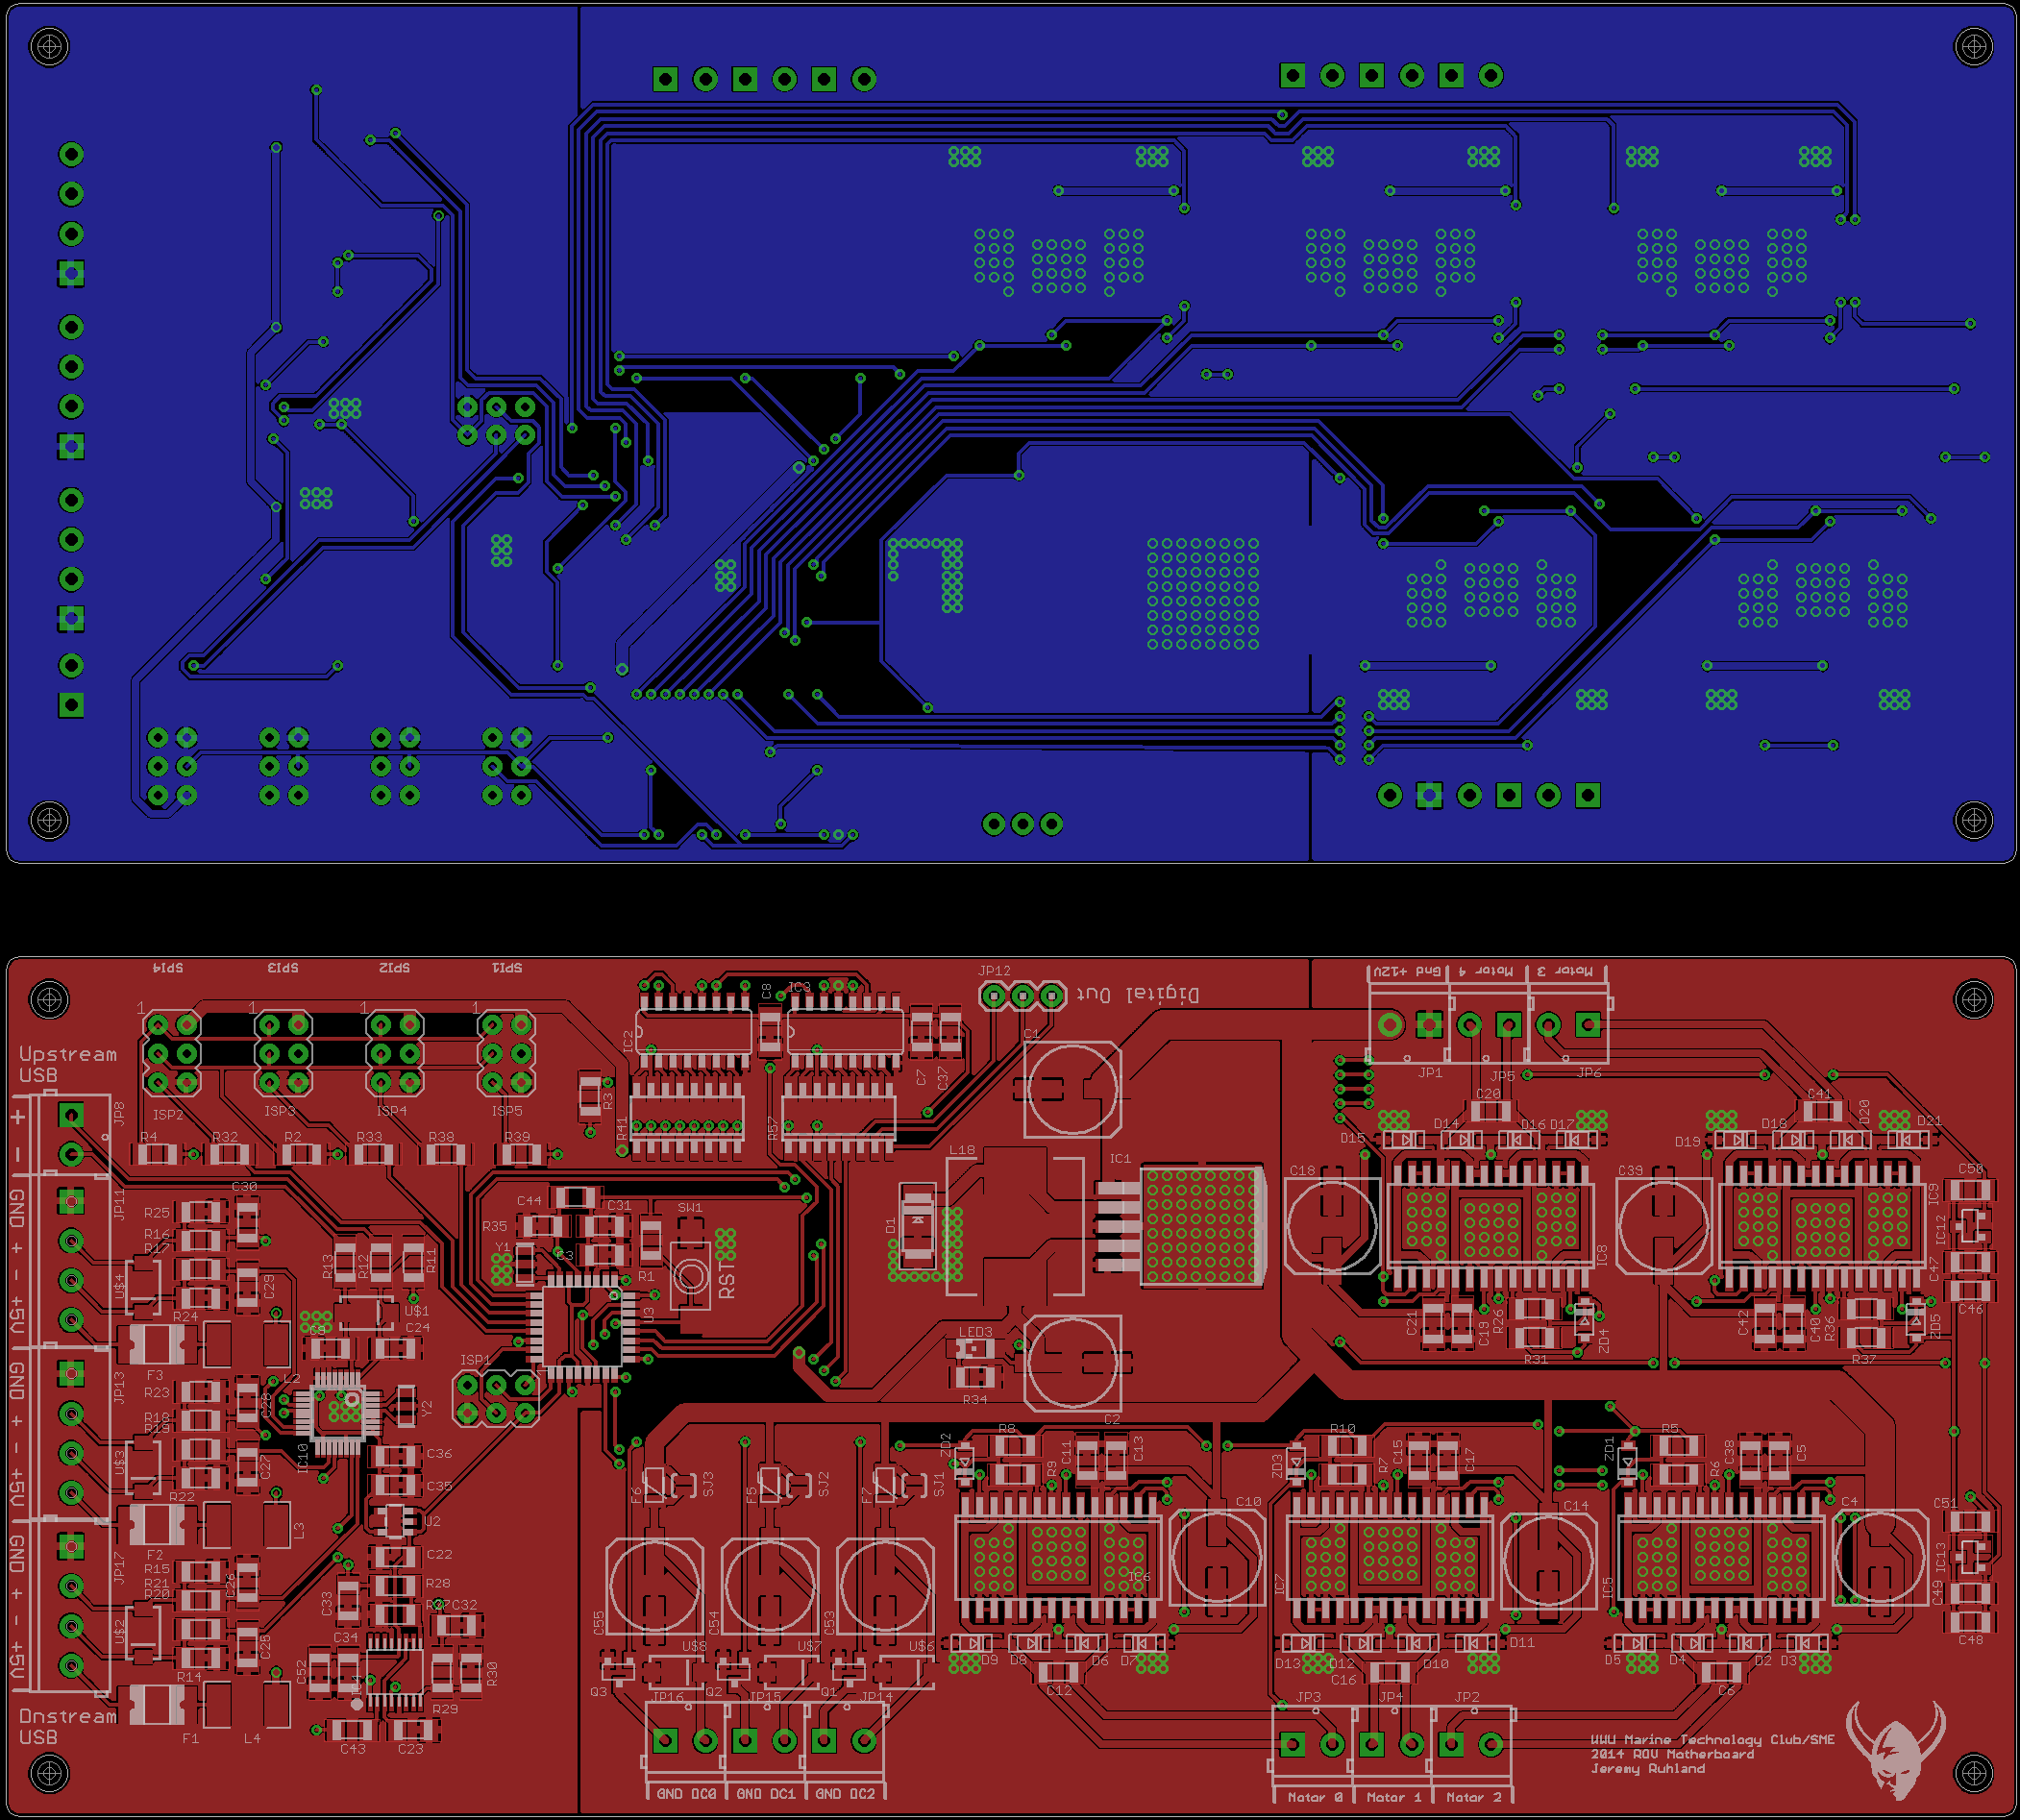 SPI4
SPI3
SPI2
SPI1
JP12
Digital Out
Gnd +12V
Motor 4
Motor 3
1
1
1
1
IC2
C8
IC3
C7
C37
C1
JP1
JP5
JP6
Upstream
USB
JP8
ISP2
ISP3
ISP4
ISP5
R3
R41
R57
C20
C41
D20
D21
D15
D14
D16
D17
D19
D18
R4
R32
R2
R33
R38
R39
L18
IC1
C18
C39
C50
IC9
+
-
GND + - +5V
JP11
C30
R25
R16
R17
U$4
C29
R24
F3
R13
R12
R11
U$1
C24
C9
R35
C44
C31
Y1
C3
R1
SW1
RST
U3
D1
IC8
IC12
C47
C46
C21
C19
R26
R31
ZD4
C42
C40
R36
R37
ZD5
LED3
R34
C2
ISP1
GND + - +5V
JP13
L2
R23
C28
R18
R19
U$3
C27
R22
F2
L3
IC10
Y2
C36
C35
U2
C22
F6
SJ3
F5
SJ2
F7
SJ1
ZD2
R8
R9
C11
C13
ZD3
R10
R7
C15
C17
ZD1
R5
R6
C38
C5
C10
C14
C4
C51
IC13
C49
C48
GND + - +5V
JP17
R15
R21
R20
U$2
C26
C25
R14
F1
L4
C33
R28
C32
C34
C52
R30
R29
C43
C23
C55
C54
C53
U$8
U$7
U$6
Q3
Q2
Q1
JP16
JP15
JP14
IC6
IC7
IC5
D9
D8
D6
D7
C12
D13
D12
D10
D11
C16
D5
D4
D2
D3
C6
JP3
JP4
JP2
Dnstream
USB
GND DC0
GND DC1
GND DC2
Motor 0
Motor 1
Motor 2
WWU Marine Technology Club/SME
2014 ROV Motherboard
Jeremy Ruhland